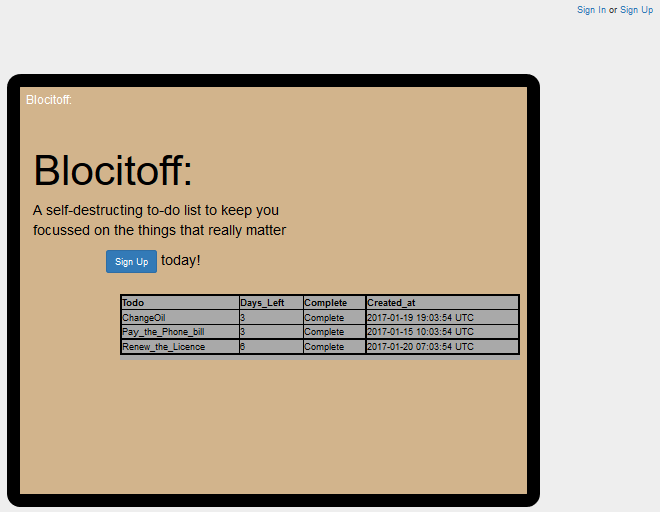 Sign In or Sign Up
Blocitoff:
Blocitoff:
A self-destructing to-do list to keep you
focussed on the things that really matter
Sign Up today!
Todo Days_Left Complete Created_at
ChangeOil 3 Complete 2017-01-19 19:03:54 UTC
Pay_the_Phone_bill 3 Complete 2017-01-15 10:03:54 UTC
Renew_the_Licence 6 Complete 2017-01-20 07:03:54 UTC